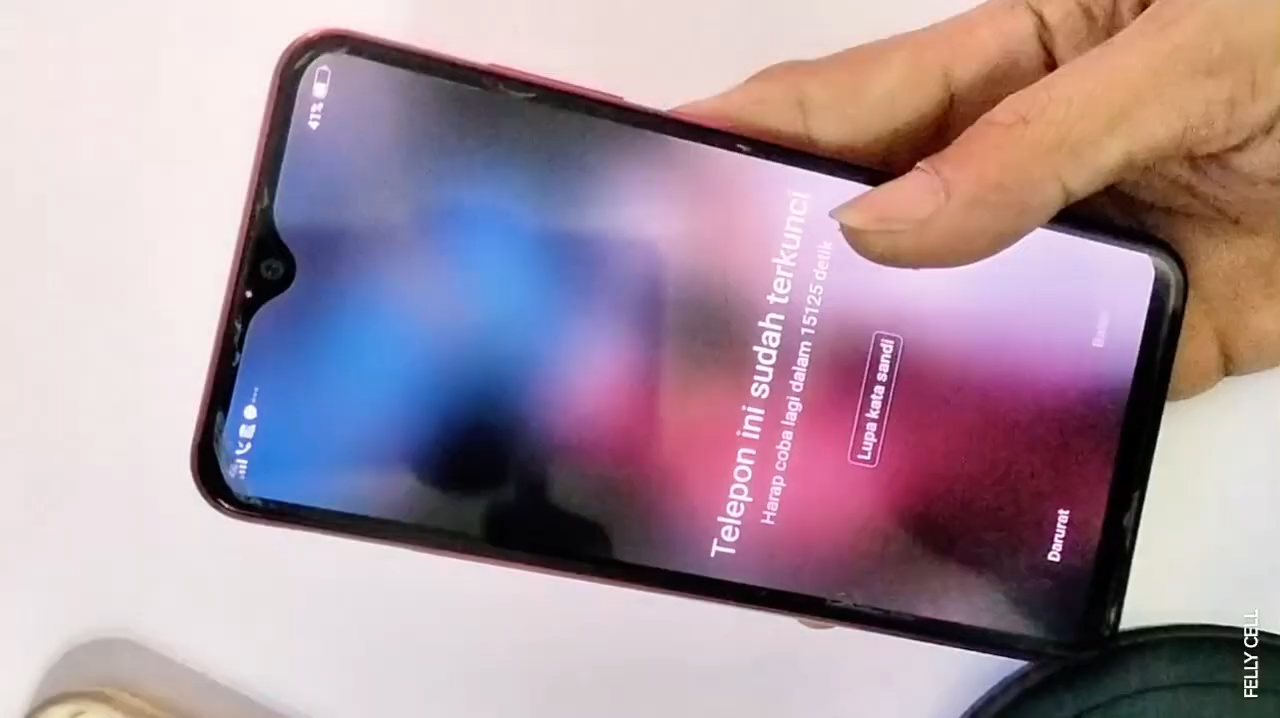 41%
Telepon ini sudah terkunci
Harap coba lagi dalam 15125 detik
Lupa kata sandi
Darurat
FELLY CELL